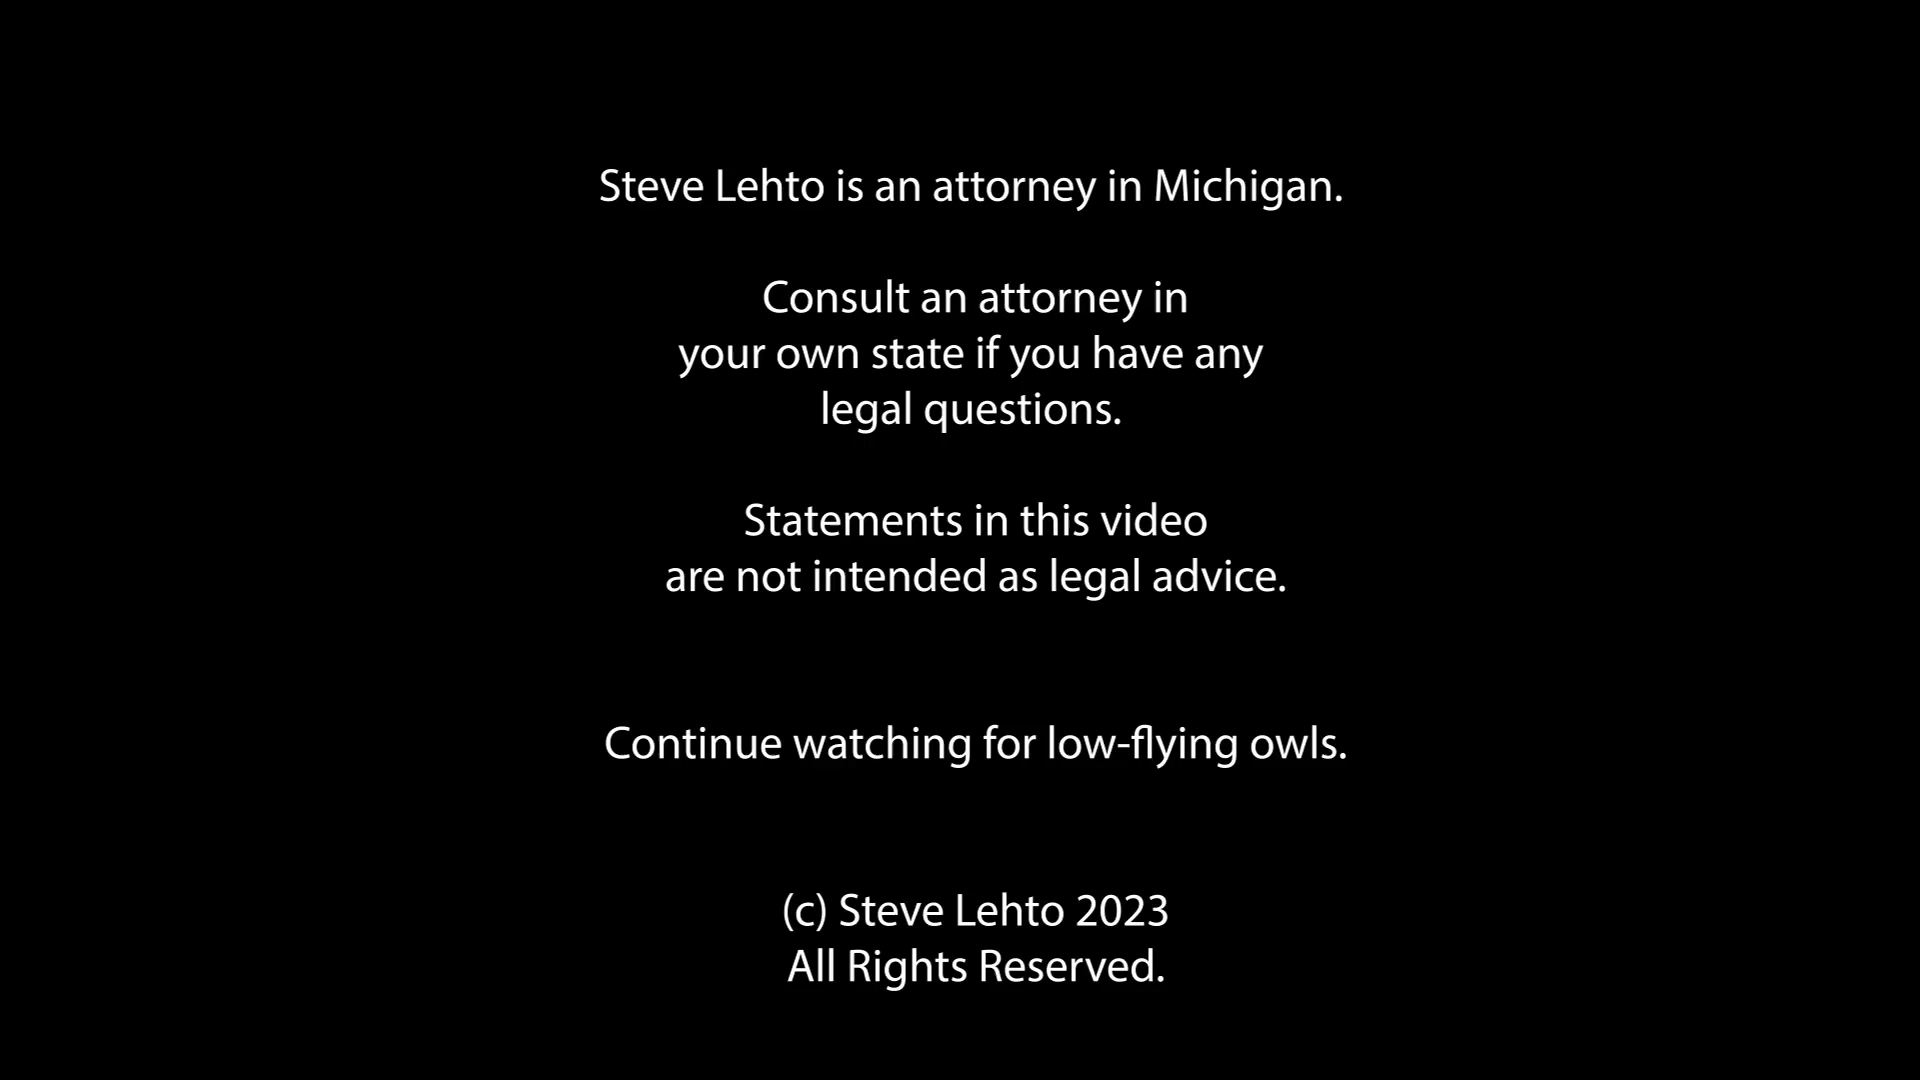 Steve Lehto is an attorney in Michigan.
Consult an attorney in
your own state if you have any
legal questions.
Statements in this video
are not intended as legal advice.
Continue watching for low-flying owls.
(c) Steve Lehto 2023
All Rights Reserved.